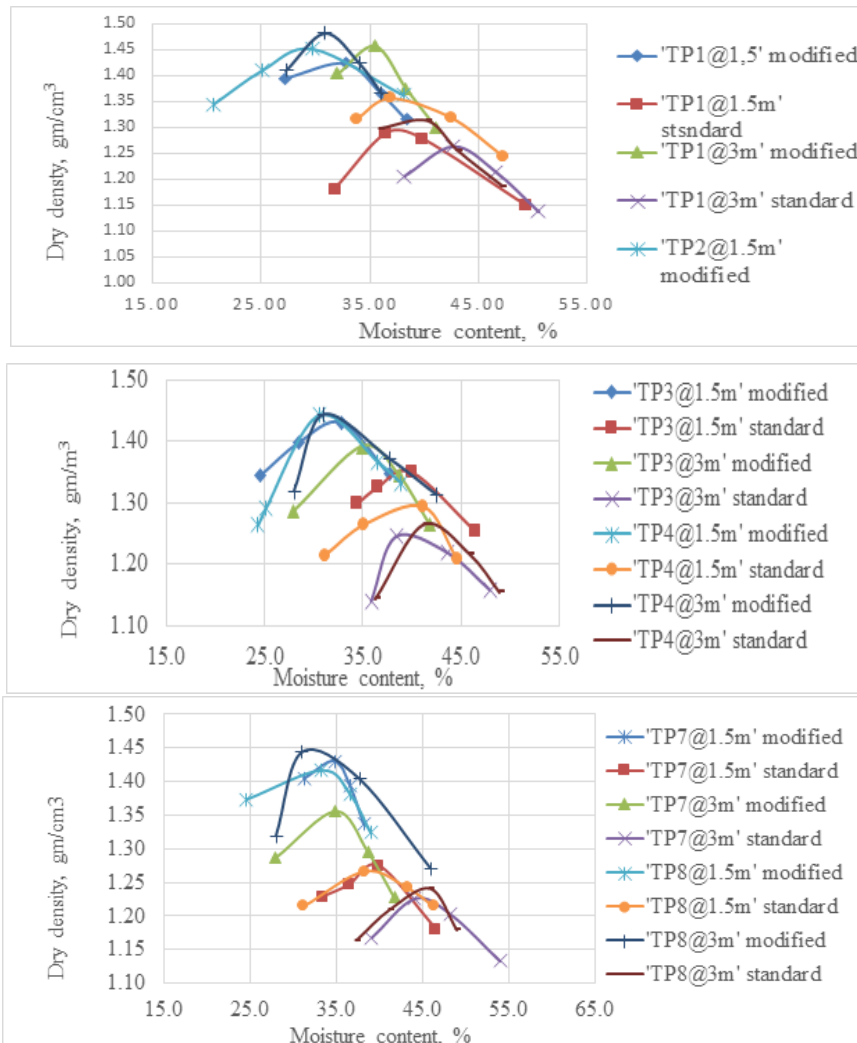 1.50
1.45
1.40
1.35
1.30
1.25
1.20
1.15
1.10
1.05
1.00
Dry densty, gm/cm³
15.00 25.00 35.00 45.00 55.00
Moisture content, %
'TP1@1,5' modified
'TP1@1.5m'
stsndard
'TP1@3m' modified
'TP1@3m' standard
'TP2@1.5m'
modified
1.50
1.40
1.30
1.20
1.10
Dry density, gm/m³
15.0 25.0 35.0 45.0 55.0
Moisture content, %
'TP3@1.5m' modified
'TP3@1.5m' standard
'TP3@3m' modified
'TP3@3m' standard
'TP4@1.5m' modified
'TP4@1.5m' standard
'TP4@3m' modified
'TP4@3m' standard
1.50
1.45
1.40
1.35
1.30
1.25
1.20
1.15
1.10
Dry density, gm/cm3
15.0 25.0 35.0 45.0 55.0 65.0
Moisture content, %
'TP7@1.5m' modified
'TP7@1.5m' standard
'TP7@3m' modified
'TP7@3m' standard
'TP8@1.5m' modified
'TP8@1.5m' standard
'TP8@3m' modified
'TP8@3m' standard